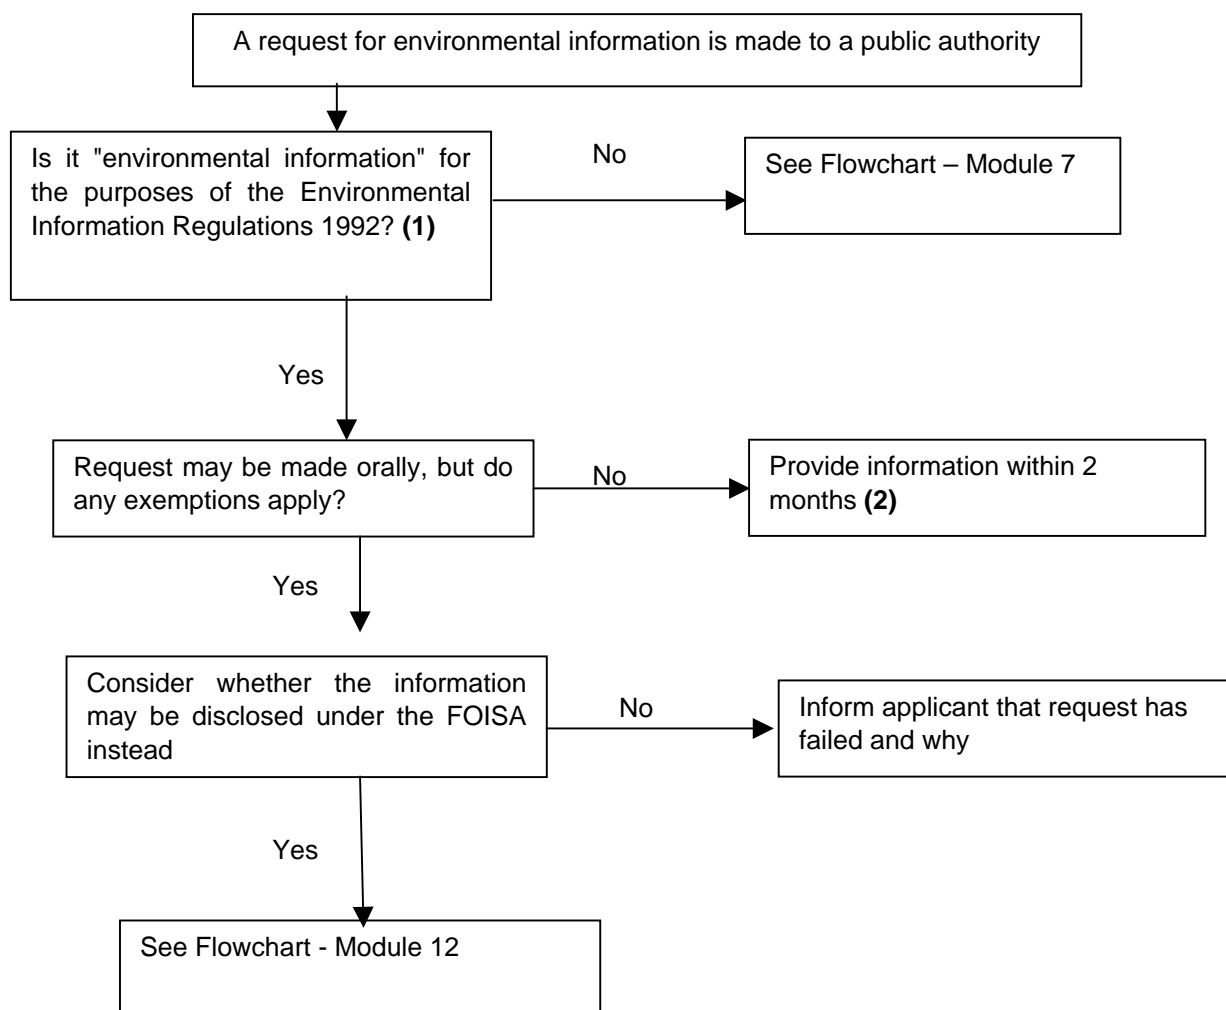 A request for environmental information is made to a public authority
Is it "environmental information" for
the purposes of the Environmental
Information Regulations 1992? (1)
No
See Flowchart – Module 7
Yes
Request may be made orally, but do
any exemptions apply?
No
Provide information within 2
months (2)
Yes
Consider whether the information
may be disclosed under the FOISA
instead
No
Inform applicant that request has
failed and why
Yes
See Flowchart - Module 12